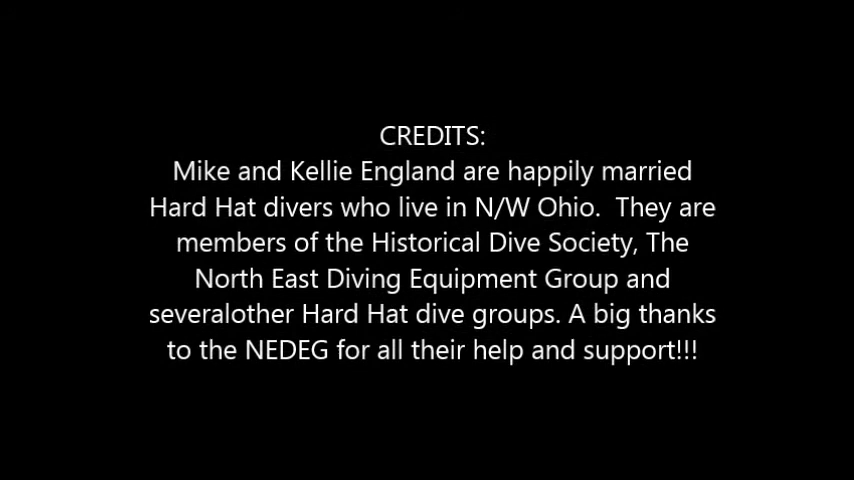 CREDITS:
Mike and Kellie England are happily married
Hard Hat divers who live in N/W Ohio.  They are
members of the Historical Dive Society, The
North East Diving Equipment Group and
severalother Hard Hat dive groups. A big thanks
to the NEDEG for all their help and support!!!